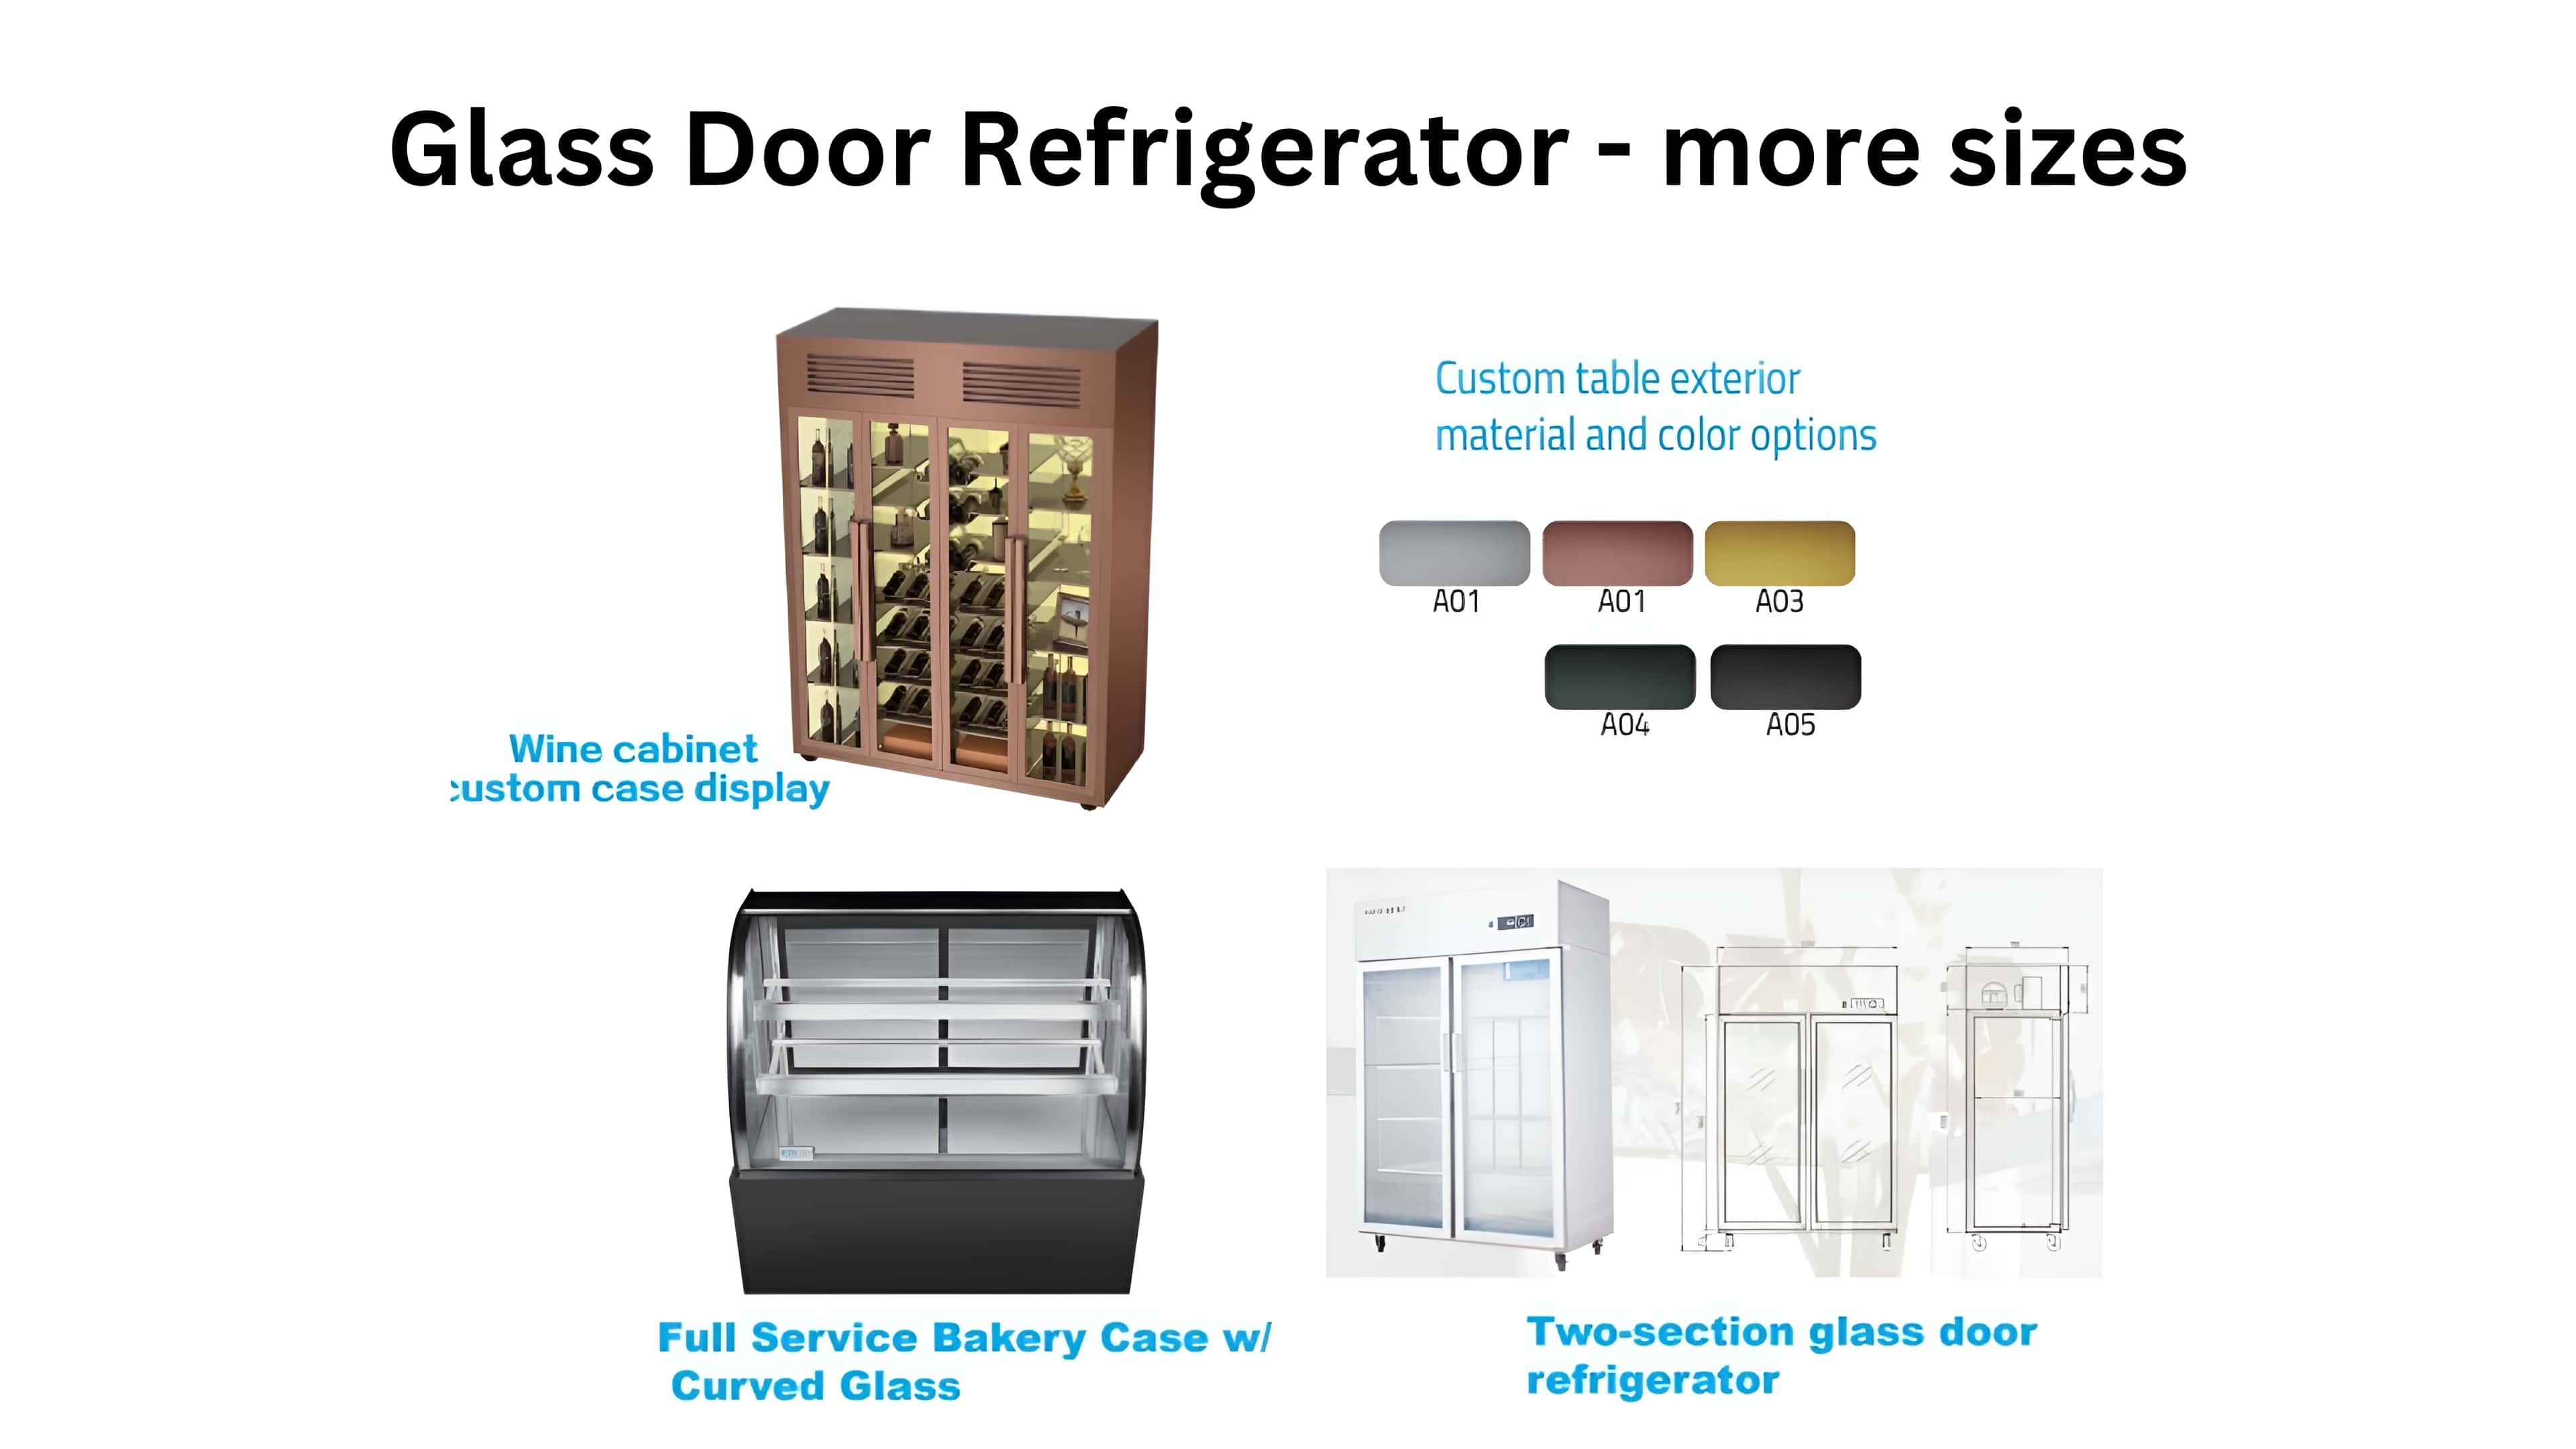 Glass Door Refrigerator - more sizes
Custom table exterior
material and color options
A01 A01 A03
A04 A05
Wine cabinet
custom case display
Full Service Bakery Case w/
Curved Glass
Two-section glass door
refrigerator